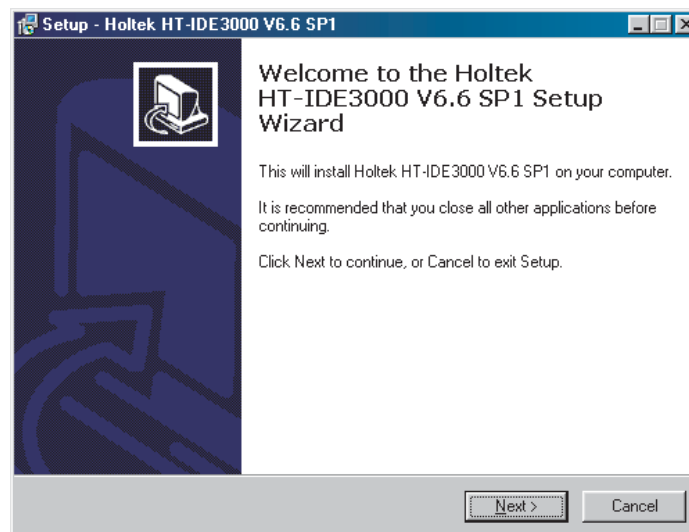 Setup - Holtek HT-IDE3000 V6.6 SP1
Welcome to the Holtek
HT-IDE3000 V6.6 SP1 Setup
Wizard
This will install Holtek HT-IDE3000 V6.6 SP1 on your computer.
It is recommended that you close all other applications before
continuing.
Click Next to continue, or Cancel to exit Setup.
Next >
Cancel